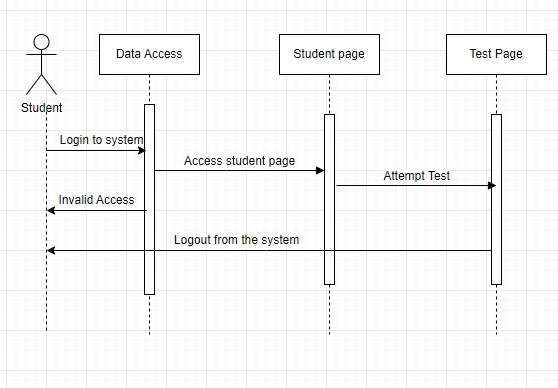 Data Access
Student page
Test Page
Student
Login to system
Access student page
Attempt Test
Invalid Access
Logout from the system